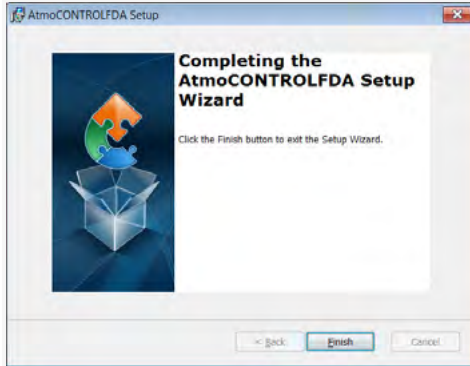 AtmoCONTROLFDA Setup
Completing the
AtmoCONTROLFDA Setup
Wizard
Click the Finish button to exit the Setup Wizard.
< Back
Finish
Cancel